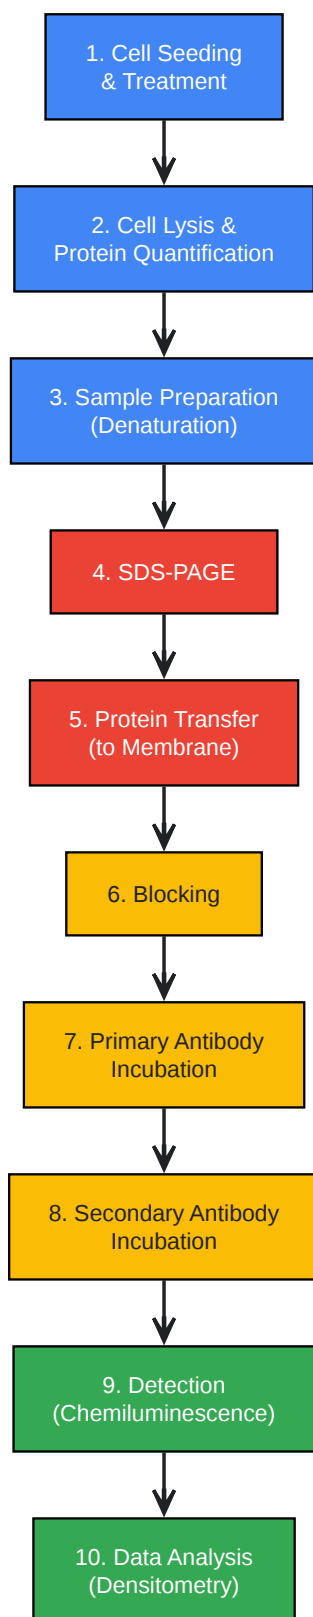 1. Cell Seeding
& Treatment
2. Cell Lysis &
Protein Quantification
3. Sample Preparation
(Denaturation)
4. SDS-PAGE
5. Protein Transfer
(to Membrane)
6. Blocking
7. Primary Antibody
Incubation
8. Secondary Antibody
Incubation
9. Detection
(Chemiluminescence)
10. Data Analysis
(Densitometry)